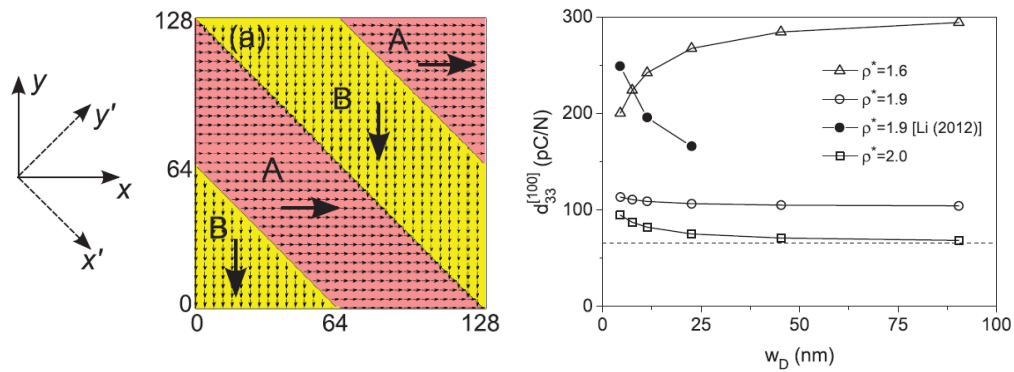 y
y'
x
x'
128
64
0
(a)
A
B
A
B
0
64
128
300
200
100
0
d33^[100] (pC/N)
ρ*=1.6
ρ*=1.9
ρ*=1.9 [Li (2012)]
ρ*=2.0
0
25
50
75
100
wD (nm)